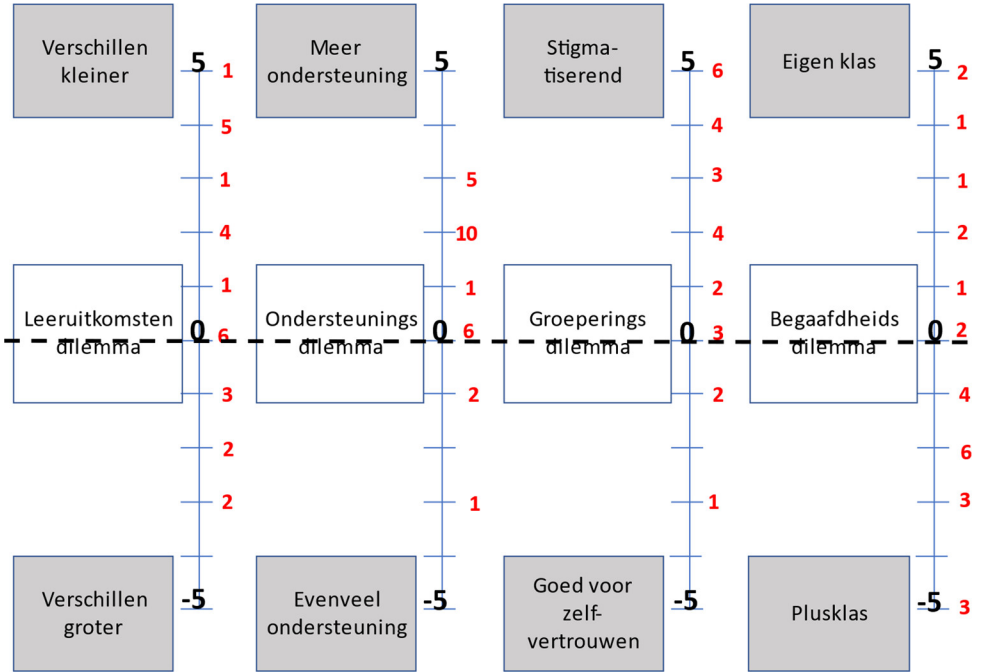 Verschillen
kleiner
5
1
5
1
4
1
Leeruitkomsten
dilemma
0
6
3
2
2
Verschillen
groter
-5
Meer
ondersteuning
5
5
10
1
Ondersteunings
dilemma
0
6
2
1
Evenveel
ondersteuning
-5
Stigma-
tiserend
5
6
4
3
4
2
Groeperings
dilemma
0
3
2
1
Goed voor
zelf-
vertrouwen
-5
Eigen klas
5
2
1
1
2
1
Begaafdheids
dilemma
0
2
4
6
3
Plusklas
-5
3